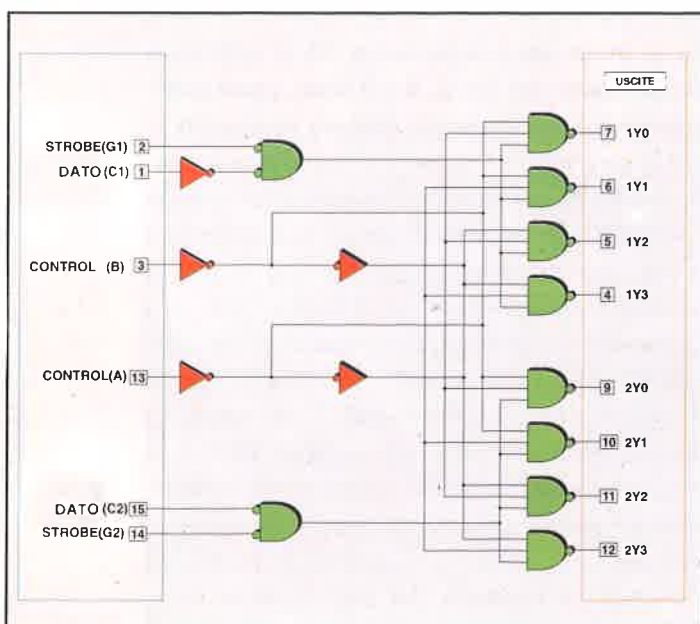 USCITE
STROBE(G1) 2
DATO (C1) 1
CONTROL (B) 3
CONTROL(A) 13
DATO (C2) 15
STROBE(G2) 14
7 1Y0
6 1Y1
5 1Y2
4 1Y3
9 2Y0
10 2Y1
11 2Y2
12 2Y3